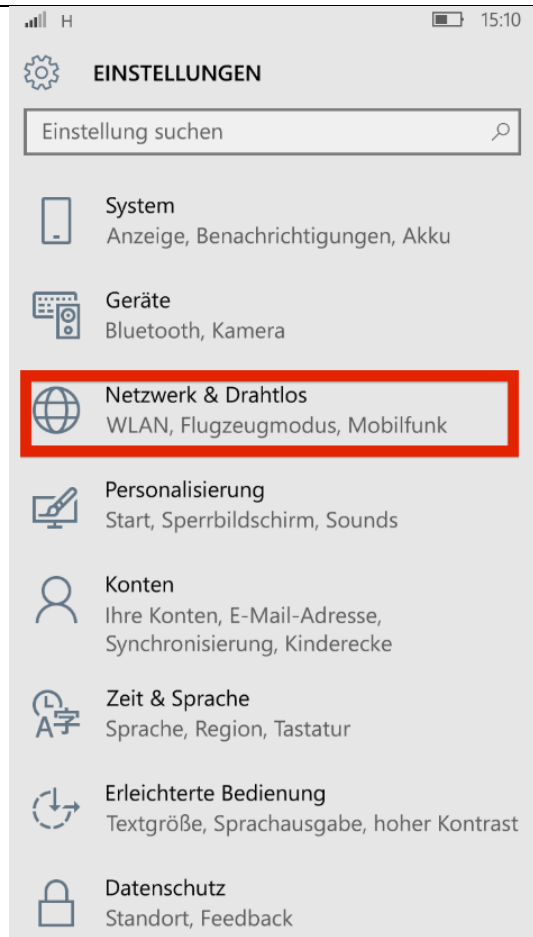 H 15:10
EINSTELLUNGEN
Einstellung suchen
System
Anzeige, Benachrichtigungen, Akku
Geräte
Bluetooth, Kamera
Netzwerk & Drahtlos
WLAN, Flugzeugmodus, Mobilfunk
Personalisierung
Start, Sperrbildschirm, Sounds
Konten
Ihre Konten, E-Mail-Adresse,
Synchronisierung, Kinderecke
Zeit & Sprache
Sprache, Region, Tastatur
Erleichterte Bedienung
Textgröße, Sprachausgabe, hoher Kontrast
Datenschutz
Standort, Feedback